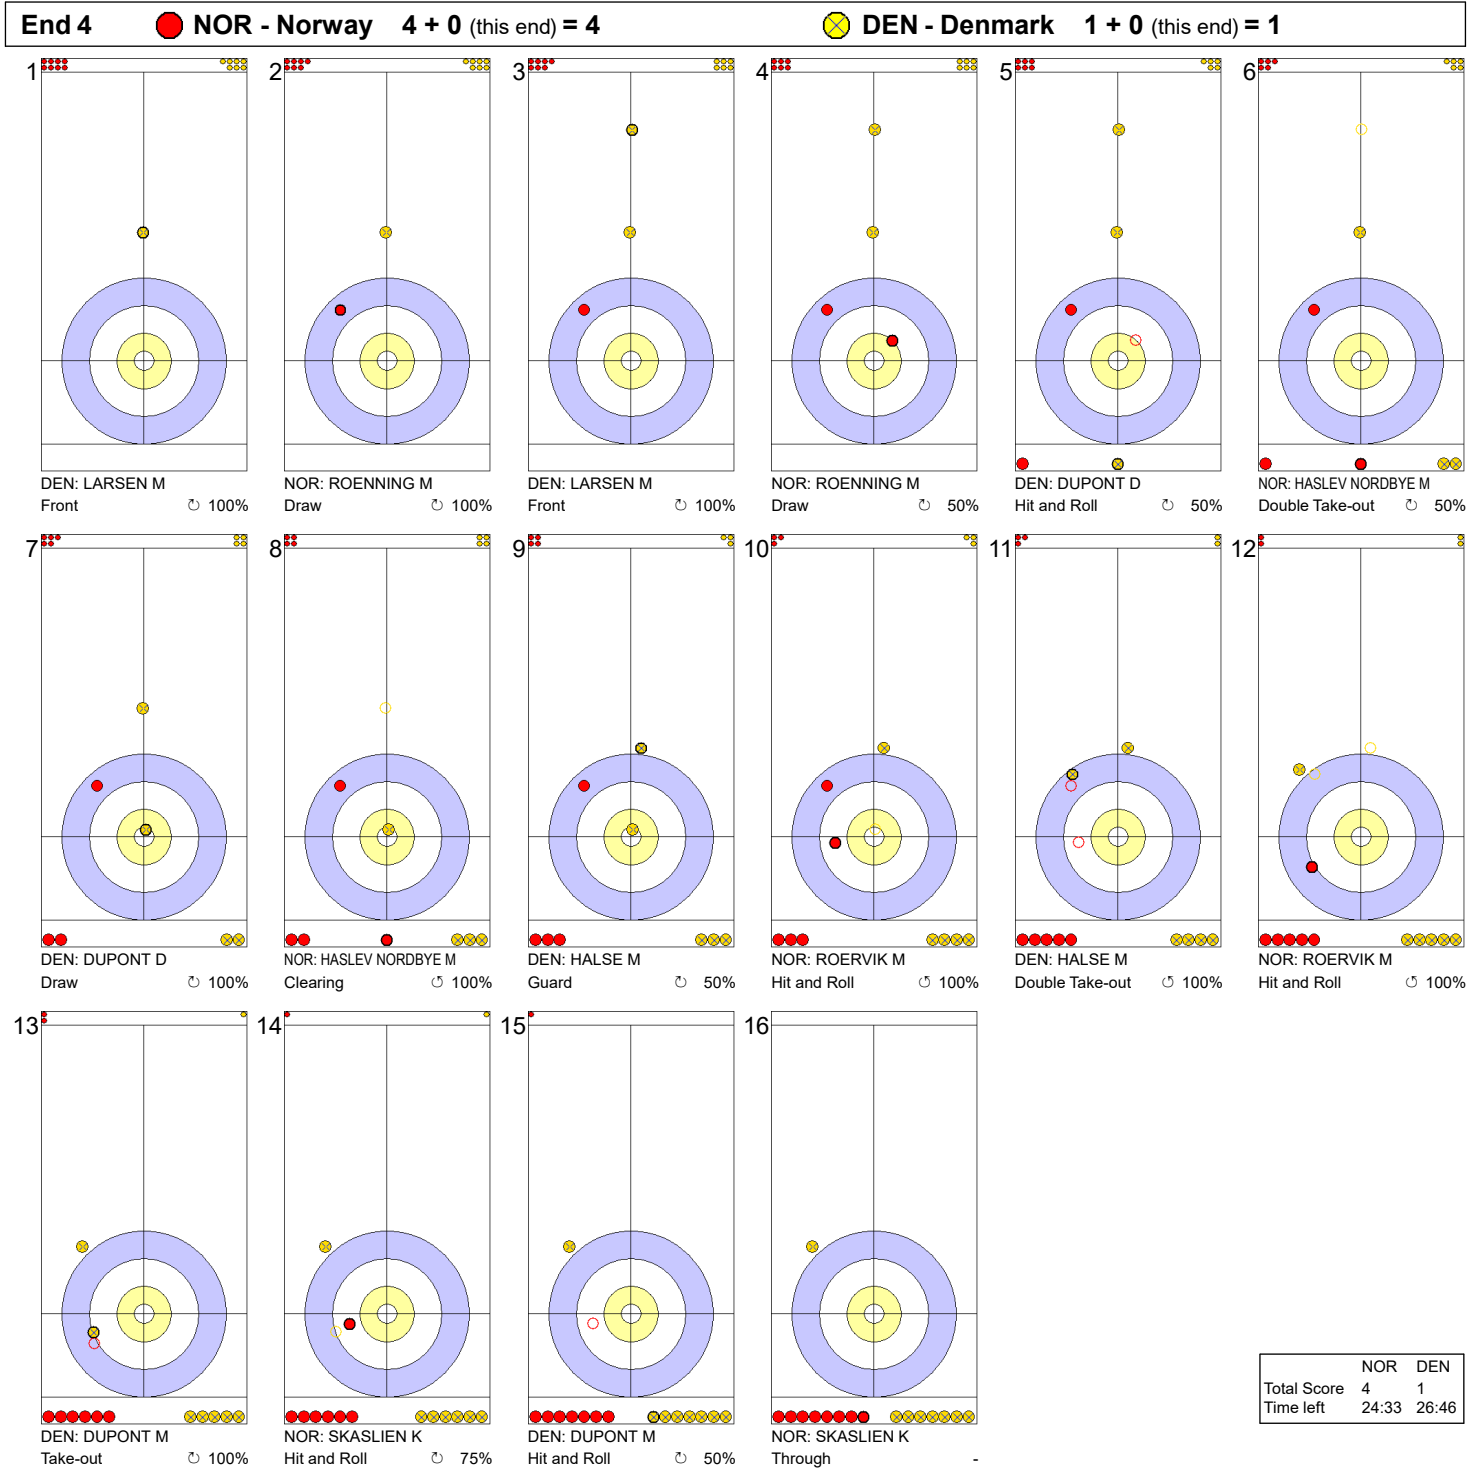 End 4 NOR - Norway 4 + 0 (this end) = 4 DEN - Denmark 1 + 0 (this end) = 1
1 2 3 4 5 6
DEN: LARSEN M NOR: ROENNING M DEN: LARSEN M NOR: ROENNING M DEN: DUPONT D NOR: HASLEV NORDBYE M
Front ↻ 100% Draw ↻ 100% Front ↻ 100% Draw ↻ 50% Hit and Roll ↻ 50% Double Take-out ↻ 50%
7 8 9 10 11 12
DEN: DUPONT D NOR: HASLEV NORDBYE M DEN: HALSE M NOR: ROERVIK M DEN: HALSE M NOR: ROERVIK M
Draw ↻ 100% Clearing ↺ 100% Guard ↻ 50% Hit and Roll ↺ 100% Double Take-out ↺ 100% Hit and Roll ↺ 100%
13 14 15 16
DEN: DUPONT M NOR: SKASLIEN K DEN: DUPONT M NOR: SKASLIEN K
Take-out ↻ 100% Hit and Roll ↻ 75% Hit and Roll ↻ 50% Through -
NOR DEN
Total Score 4 1
Time left 24:33 26:46